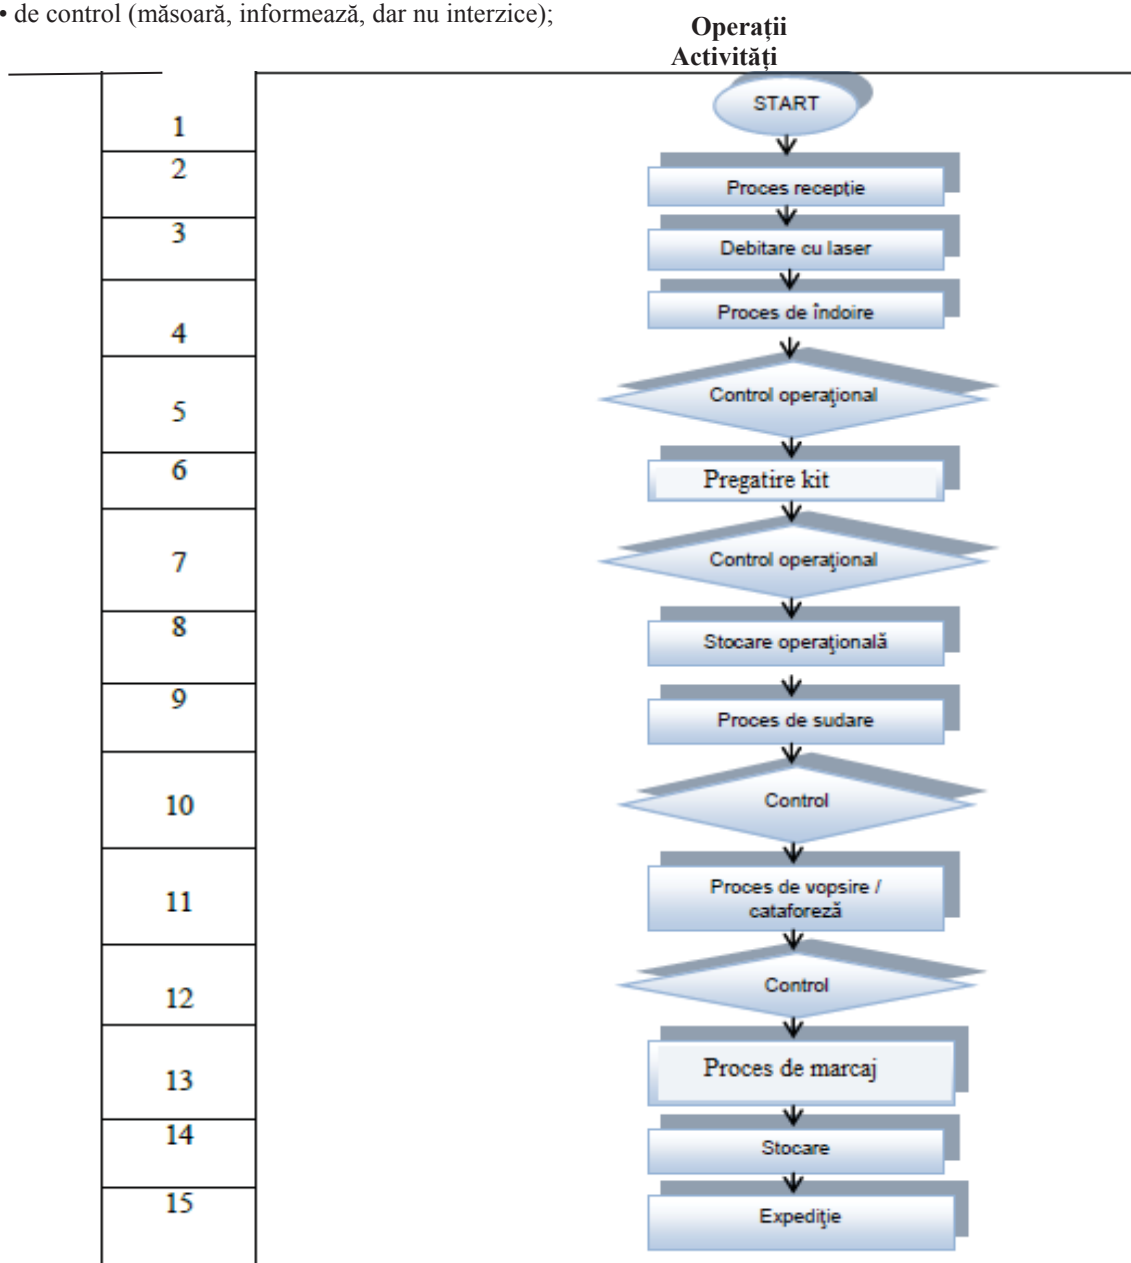 • de control (măsoară, informează, dar nu interzice);
Operații
Activități
1
START
2
Proces recepție
3
Debitare cu laser
4
Proces de îndoire
5
Control operaţional
6
Pregatire kit
7
Control operaţional
8
Stocare operaţională
9
Proces de sudare
10
Control
11
Proces de vopsire /
cataforeză
12
Control
13
Proces de marcaj
14
Stocare
15
Expediţie